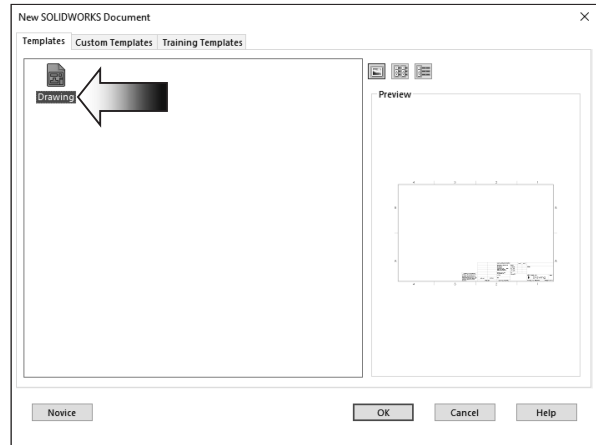 New SOLIDWORKS Document
Templates Custom Templates Training Templates
Drawing
Preview
Novice OK Cancel Help